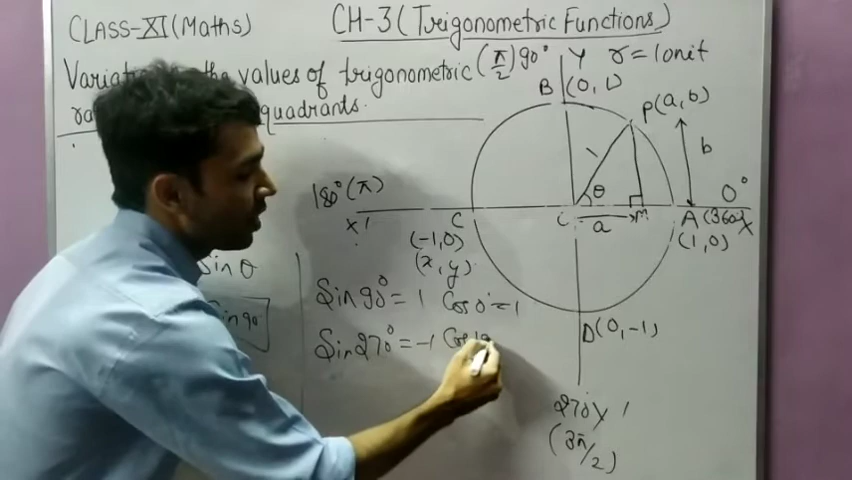 CLASS-XI (Maths)
CH-3 (Trigonometric Functions)
the values of trigonometric
quadrants.
(π/2) 90° Y r = 1 unit
B (0, 1)
P(a, b)
1
b
θ
180° (π)
0°
X'
C
M
A (360°) X
a
(1, 0)
(-1, 0)
(x, y)
Sin θ
Sin 90° = 1 Cos 0° = 1
Sin 90
Sin 270° = -1 Cos 18
D (0, -1)
270° Y'
(3π/2)